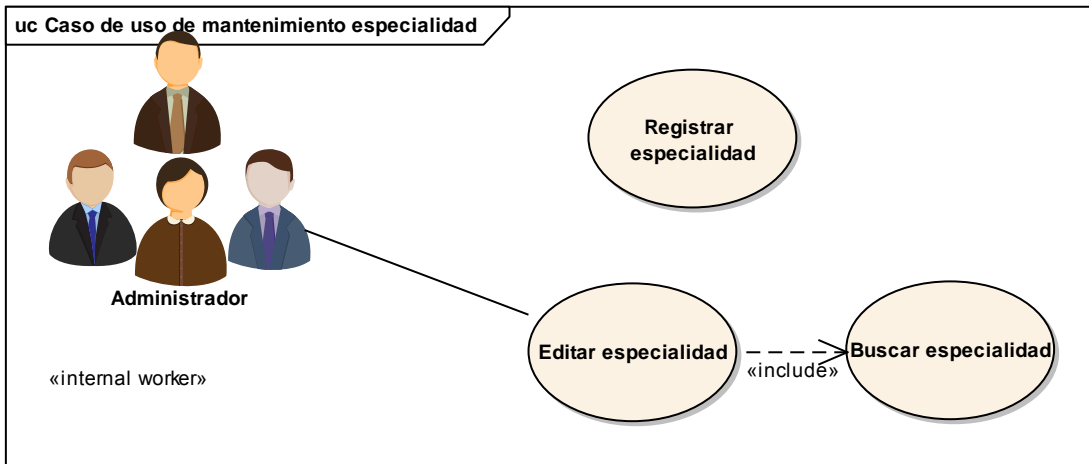 uc Caso de uso de mantenimiento especialidad
Registrar
especialidad
Administrador
«internal worker»
Editar especialidad
«include»
Buscar especialidad